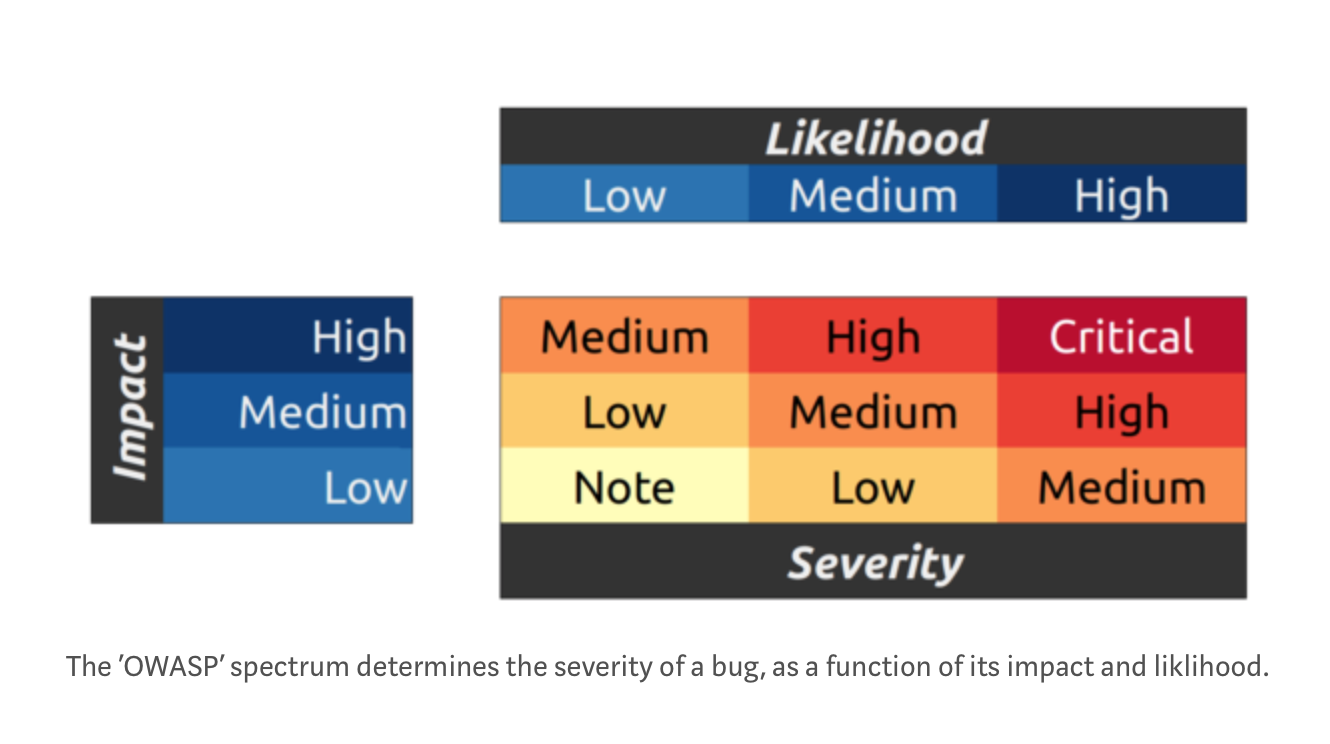 Likelihood
Low Medium High
Impact
High Medium High Critical
Medium Low Medium High
Low Note Low Medium
Severity
The ’OWASP’ spectrum determines the severity of a bug, as a function of its impact and liklihood.